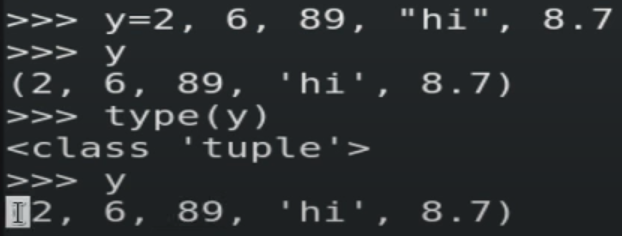 >>> y=2, 6, 89, "hi", 8.7
>>> y
(2, 6, 89, 'hi', 8.7)
>>> type(y)
<class 'tuple'>
>>> y
(2, 6, 89, 'hi', 8.7)